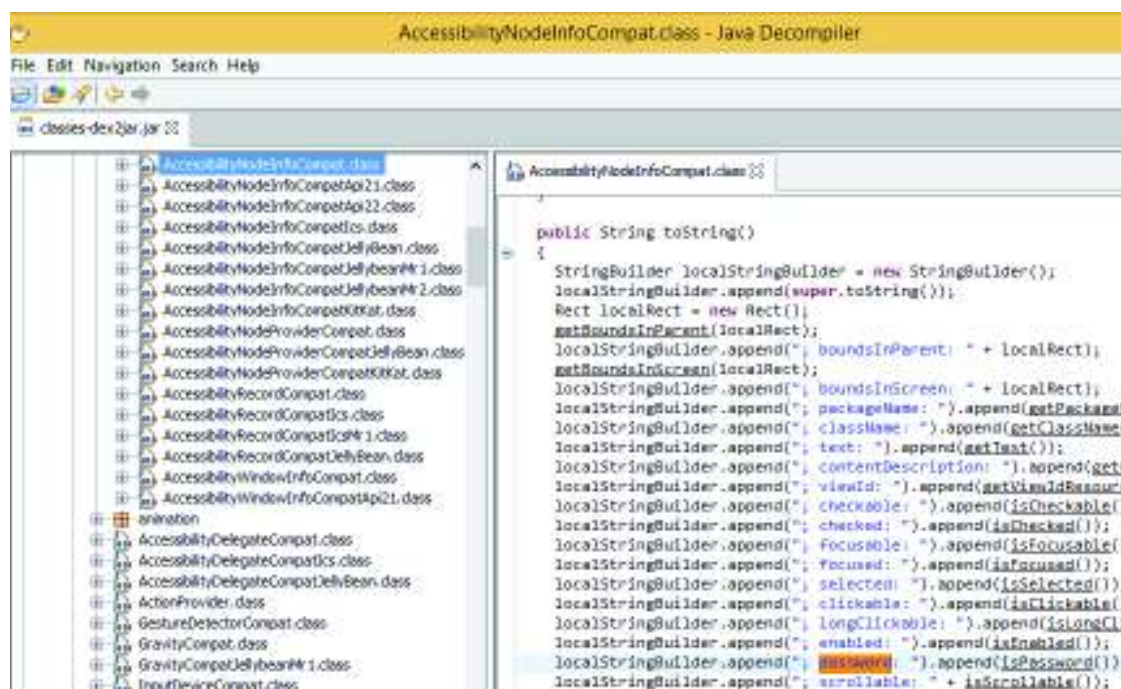 AccessibilityNodeInfoCompat.class - Java Decompiler
File Edit Navigation Search Help
classes-dex2jar.jar
AccessibilityNodeInfoCompat.class
AccessibilityNodeInfoCompatApi21.class
AccessibilityNodeInfoCompatApi22.class
AccessibilityNodeInfoCompatIcs.class
AccessibilityNodeInfoCompatJellyBean.class
AccessibilityNodeInfoCompatJellybeanMr1.class
AccessibilityNodeInfoCompatJellybeanMr2.class
AccessibilityNodeInfoCompatKitKat.class
AccessibilityNodeProviderCompat.class
AccessibilityNodeProviderCompatJellyBean.class
AccessibilityNodeProviderCompatKitKat.class
AccessibilityRecordCompat.class
AccessibilityRecordCompatIcs.class
AccessibilityRecordCompatIcsMr1.class
AccessibilityRecordCompatJellyBean.class
AccessibilityWindowInfoCompat.class
AccessibilityWindowInfoCompatApi21.class
animation
AccessibilityDelegateCompat.class
AccessibilityDelegateCompatIcs.class
AccessibilityDelegateCompatJellyBean.class
ActionProvider.class
GestureDetectorCompat.class
GravityCompat.class
GravityCompatJellybeanMr1.class
InputDeviceCompat.class
AccessibilityNodeInfoCompat.class
}
public String toString()
{
StringBuilder localStringBuilder = new StringBuilder();
localStringBuilder.append(super.toString());
Rect localRect = new Rect();
getBoundsInParent(localRect);
localStringBuilder.append("; boundsInParent: " + localRect);
getBoundsInScreen(localRect);
localStringBuilder.append("; boundsInScreen: " + localRect);
localStringBuilder.append("; packageName: ").append(getPackage
localStringBuilder.append("; className: ").append(getClassName
localStringBuilder.append("; text: ").append(getText());
localStringBuilder.append("; contentDescription: ").append(get
localStringBuilder.append("; viewId: ").append(getViewIdResour
localStringBuilder.append("; checkable: ").append(isCheckable(
localStringBuilder.append("; checked: ").append(isChecked());
localStringBuilder.append("; focusable: ").append(isFocusable(
localStringBuilder.append("; focused: ").append(isFocused());
localStringBuilder.append("; selected: ").append(isSelected())
localStringBuilder.append("; clickable: ").append(isClickable(
localStringBuilder.append("; longClickable: ").append(isLongCl
localStringBuilder.append("; enabled: ").append(isEnabled());
localStringBuilder.append("; password: ").append(isPassword())
localStringBuilder.append("; scrollable: " + isScrollable());